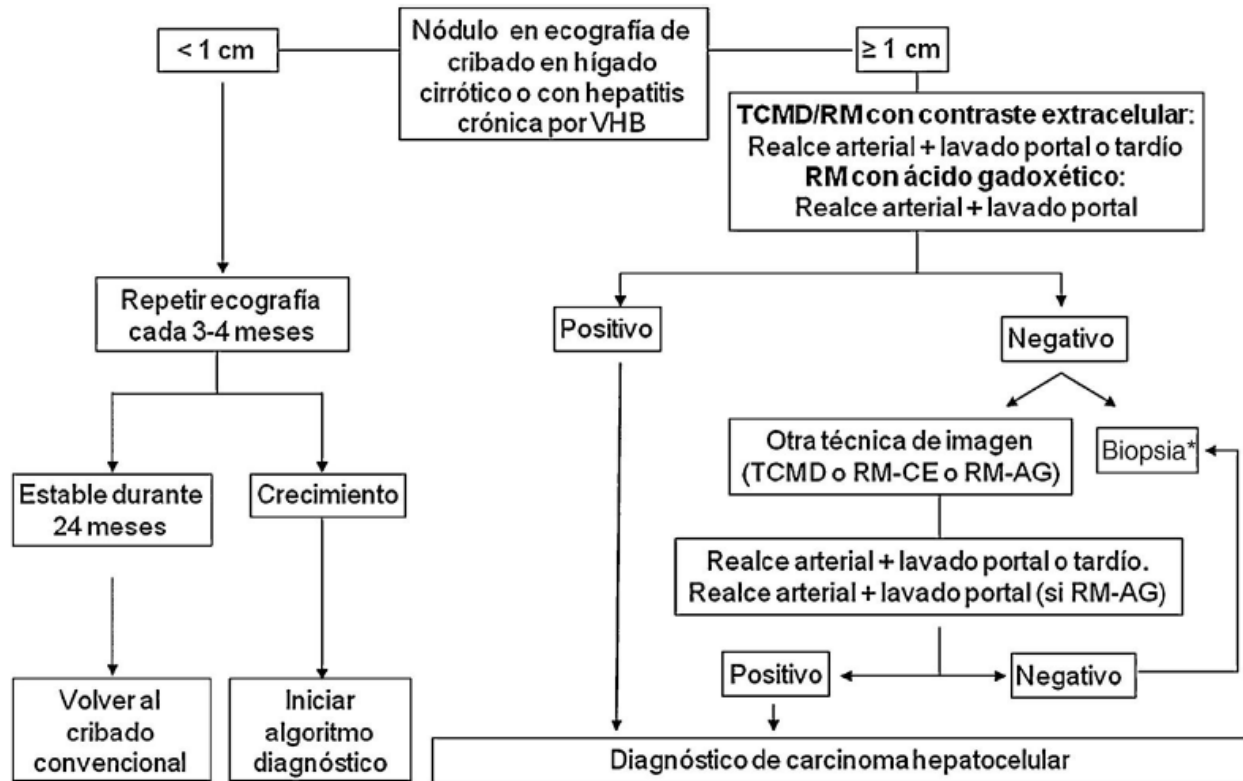 < 1 cm
Nódulo en ecografía de
cribado en hígado
cirrótico o con hepatitis
crónica por VHB
≥ 1 cm
TCMD/RM con contraste extracelular:
Realce arterial + lavado portal o tardío
RM con ácido gadoxético:
Realce arterial + lavado portal
Repetir ecografía
cada 3-4 meses
Positivo
Negativo
Estable durante
24 meses
Crecimiento
Otra técnica de imagen
(TCMD o RM-CE o RM-AG)
Biopsia*
Realce arterial + lavado portal o tardío.
Realce arterial + lavado portal (si RM-AG)
Positivo
Negativo
Volver al
cribado
convencional
Iniciar
algoritmo
diagnóstico
Diagnóstico de carcinoma hepatocelular